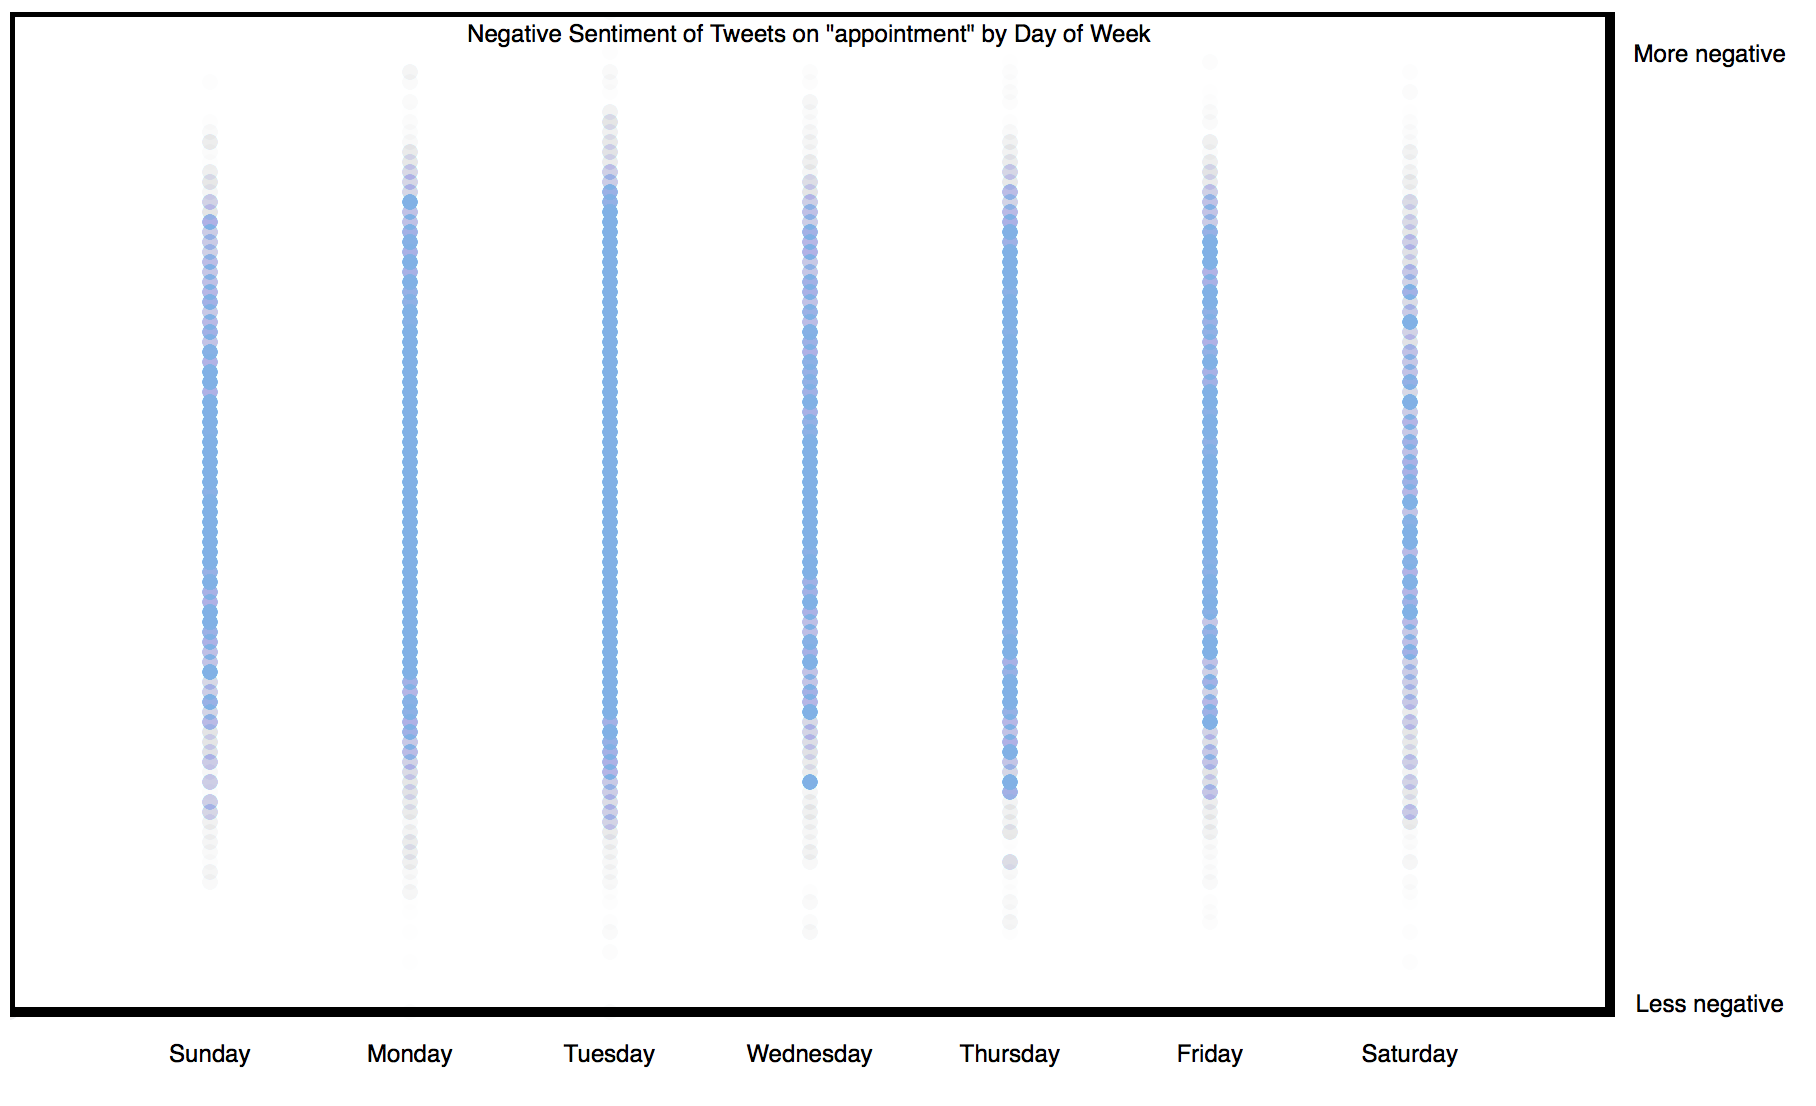 Negative Sentiment of Tweets on "appointment" by Day of Week
More negative
Less negative
Sunday Monday Tuesday Wednesday Thursday Friday Saturday